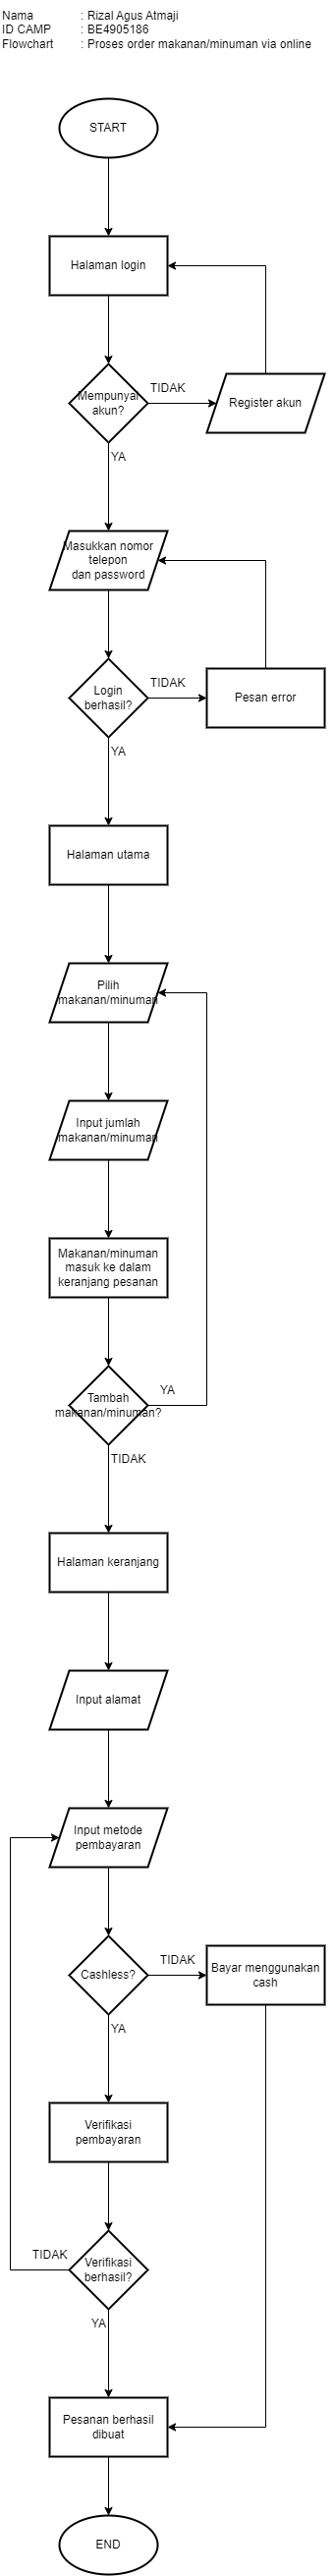 Nama : Rizal Agus Atmaji
ID CAMP : BE4905186
Flowchart : Proses order makanan/minuman via online
START
Halaman login
Mempunyai
akun?
TIDAK
Register akun
YA
Masukkan nomor
telepon
dan password
Login
berhasil?
TIDAK
Pesan error
YA
Halaman utama
Pilih
makanan/minuman
Input jumlah
makanan/minuman
Makanan/minuman
masuk ke dalam
keranjang pesanan
Tambah
makanan/minuman?
YA
TIDAK
Halaman keranjang
Input alamat
Input metode
pembayaran
Cashless?
TIDAK
Bayar menggunakan
cash
YA
Verifikasi
pembayaran
Verifikasi
berhasil?
TIDAK
YA
Pesanan berhasil
dibuat
END